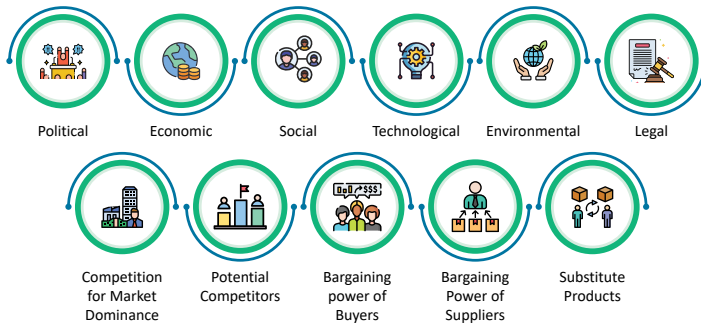 Political
Economic
Social
Technological
Environmental
Legal
$$$
Competition
for Market
Dominance
Potential
Competitors
Bargaining
power of
Buyers
Bargaining
Power of
Suppliers
Substitute
Products